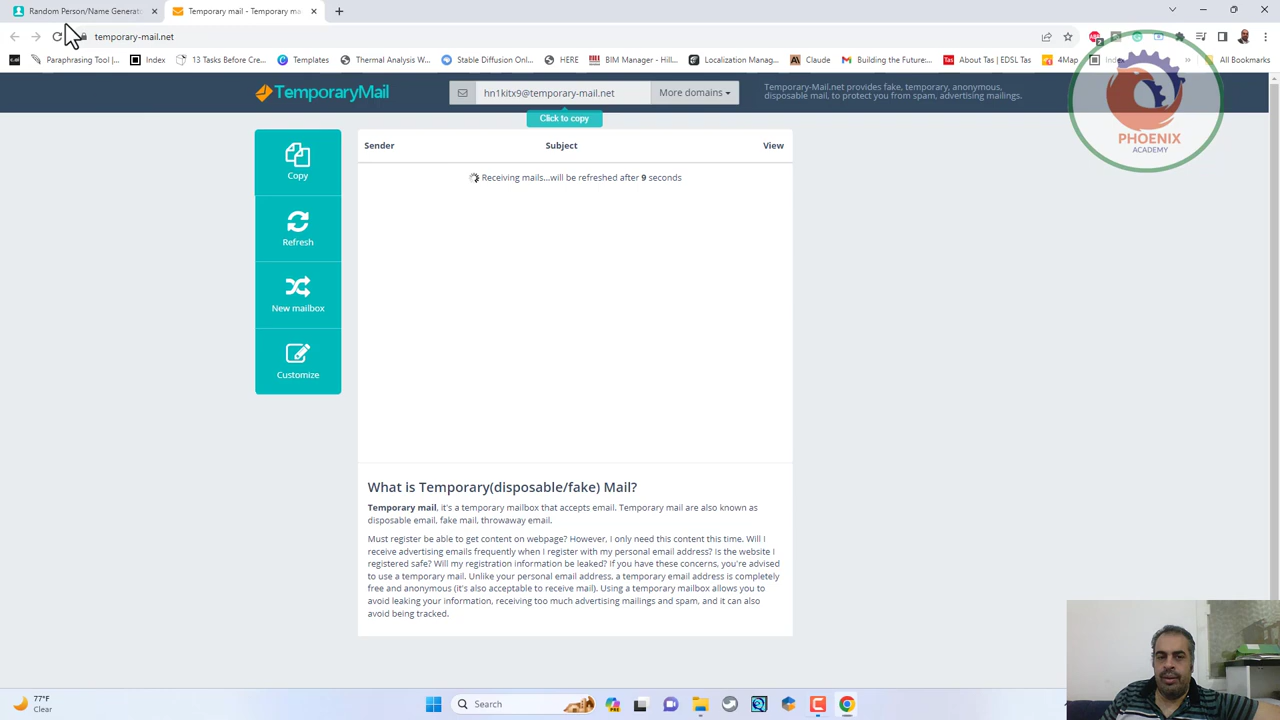 Random Person/Name Generato
Temporary mail - Temporary ma
temporary-mail.net
Paraphrasing Tool |...
Index
13 Tasks Before Cre...
Templates
Thermal Analysis W...
Stable Diffusion Onl...
HERE
BIM Manager - Hill...
Localization Manag...
Claude
Building the Future:...
About Tas | EDSL Tas
4Map
Index
All Bookmarks
TemporaryMail
hn1kitx9@temporary-mail.net
More domains
Temporary-Mail.net provides fake, temporary, anonymous,
disposable mail, to protect you from spam, advertising mailings.
Click to copy
PHOENIX
ACADEMY
Copy
Refresh
New mailbox
Customize
Sender
Subject
View
Receiving mails...will be refreshed after 9 seconds
What is Temporary(disposable/fake) Mail?
Temporary mail, it's a temporary mailbox that accepts email. Temporary mail are also known as
disposable email, fake mail, throwaway email.
Must register be able to get content on webpage? However, I only need this content this time. Will I
receive advertising emails frequently when I register with my personal email address? Is the website I
registered safe? Will my registration information be leaked? If you have these concerns, you're advised
to use a temporary mail. Unlike your personal email address, a temporary email address is completely
free and anonymous (it's also acceptable to receive mail). Using a temporary mailbox allows you to
avoid leaking your information, receiving too much advertising mailings and spam, and it can also
avoid being tracked.
77°F
Clear
Search